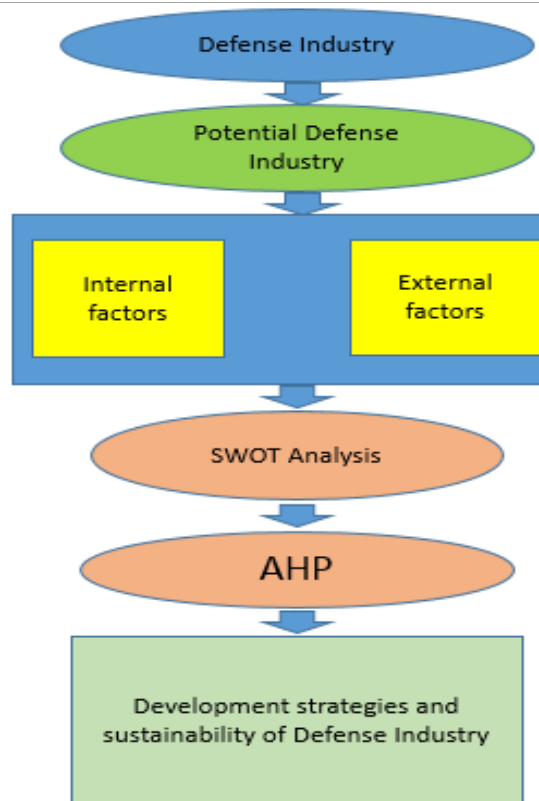 Defense Industry
Potential Defense
Industry
Internal
factors
External
factors
SWOT Analysis
AHP
Development strategies and
sustainability of Defense Industry